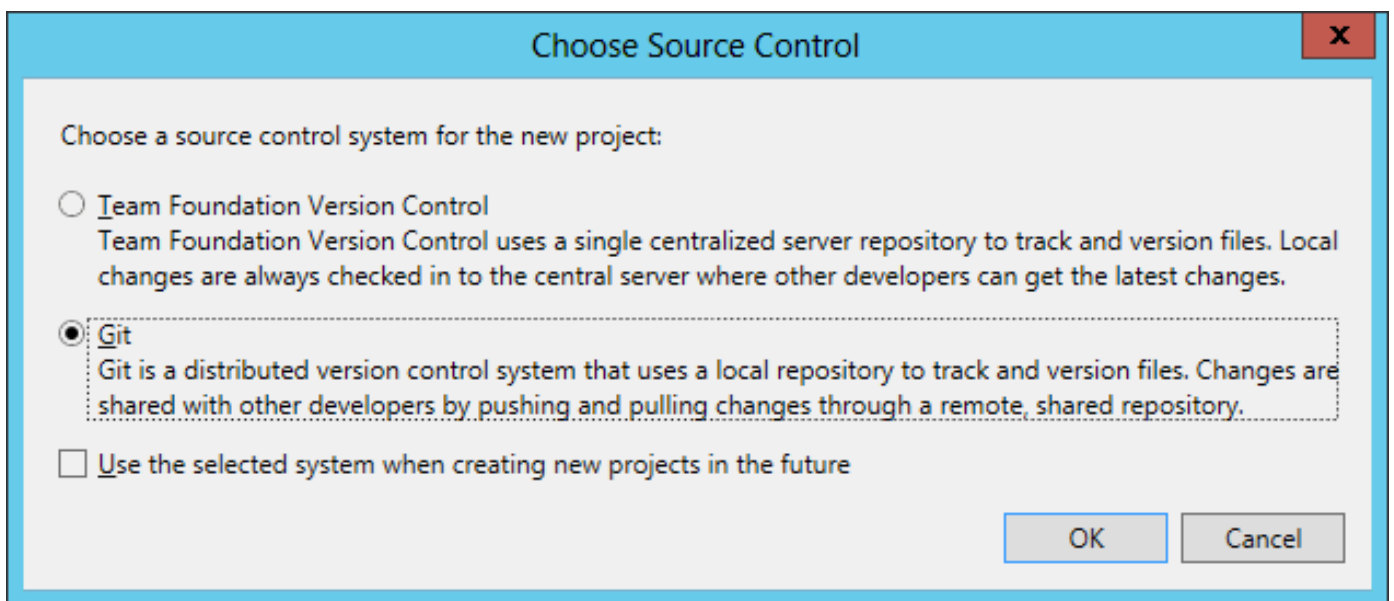 Choose Source Control
X
Choose a source control system for the new project:
Team Foundation Version Control
Team Foundation Version Control uses a single centralized server repository to track and version files. Local
changes are always checked in to the central server where other developers can get the latest changes.
Git
Git is a distributed version control system that uses a local repository to track and version files. Changes are
shared with other developers by pushing and pulling changes through a remote, shared repository.
Use the selected system when creating new projects in the future
OK
Cancel